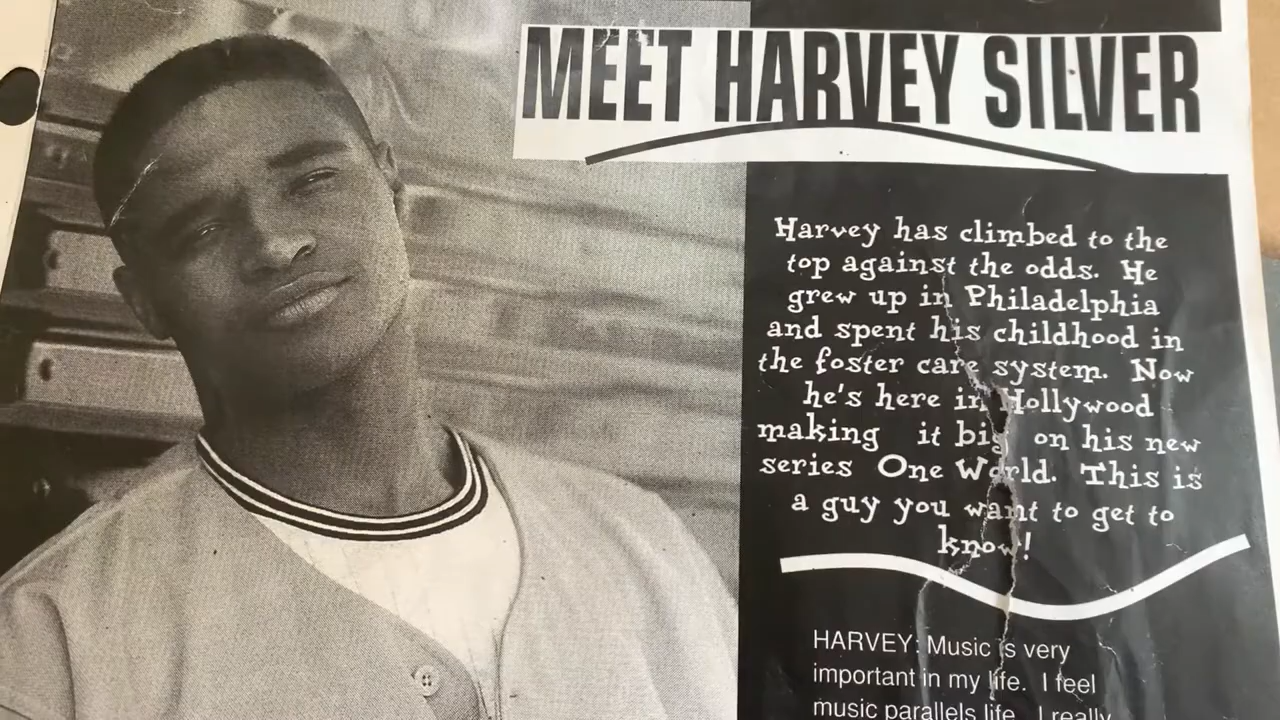 MEET HARVEY SILVER
Harvey has climbed to the
top against the odds. He
grew up in Philadelphia
and spent his childhood in
the foster care system. Now
he's here in Hollywood
making it big on his new
series One World. This is
a guy you want to get to
know!
HARVEY: Music is very
important in my life. I feel
music parallels life. I really